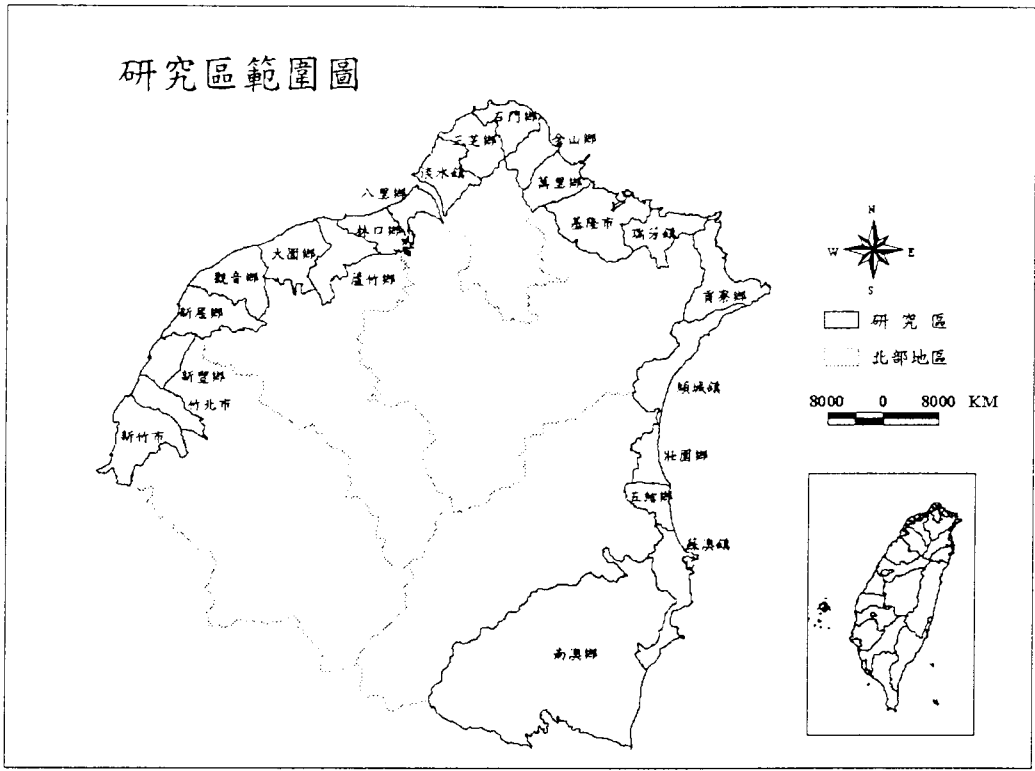 研究區範圍圖
石門鄉
三芝鄉
金山鄉
淡水鎮
萬里鄉
八里鄉
基隆市
瑞芳鎮
林口鄉
大園鄉
觀音鄉
蘆竹鄉
貢寮鄉
新屋鄉
新豐鄉
竹北市
新竹市
頭城鎮
壯圍鄉
五結鄉
蘇澳鎮
南澳鄉
N
W E
S
研究區
北部地區
8000 0 8000 KM